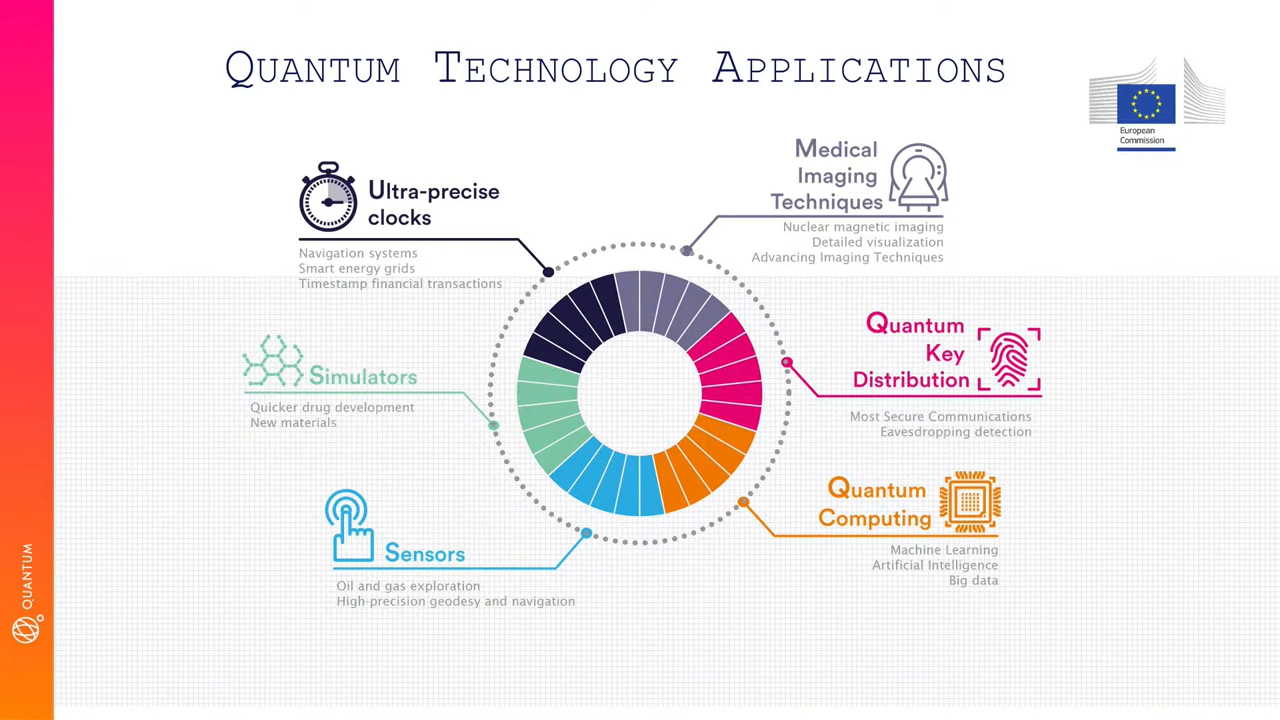 QUANTUM TECHNOLOGY APPLICATIONS
European
Commission
Ultra-precise
clocks
Navigation systems
Smart energy grids
Timestamp financial transactions
Medical
Imaging
Techniques
Nuclear magnetic imaging
Detailed visualization
Advancing Imaging Techniques
Simulators
Quicker drug development
New materials
Quantum
Key
Distribution
Most Secure Communications
Eavesdropping detection
Sensors
Oil and gas exploration
High-precision geodesy and navigation
Quantum
Computing
Machine Learning
Artificial Intelligence
Big data
QUANTUM